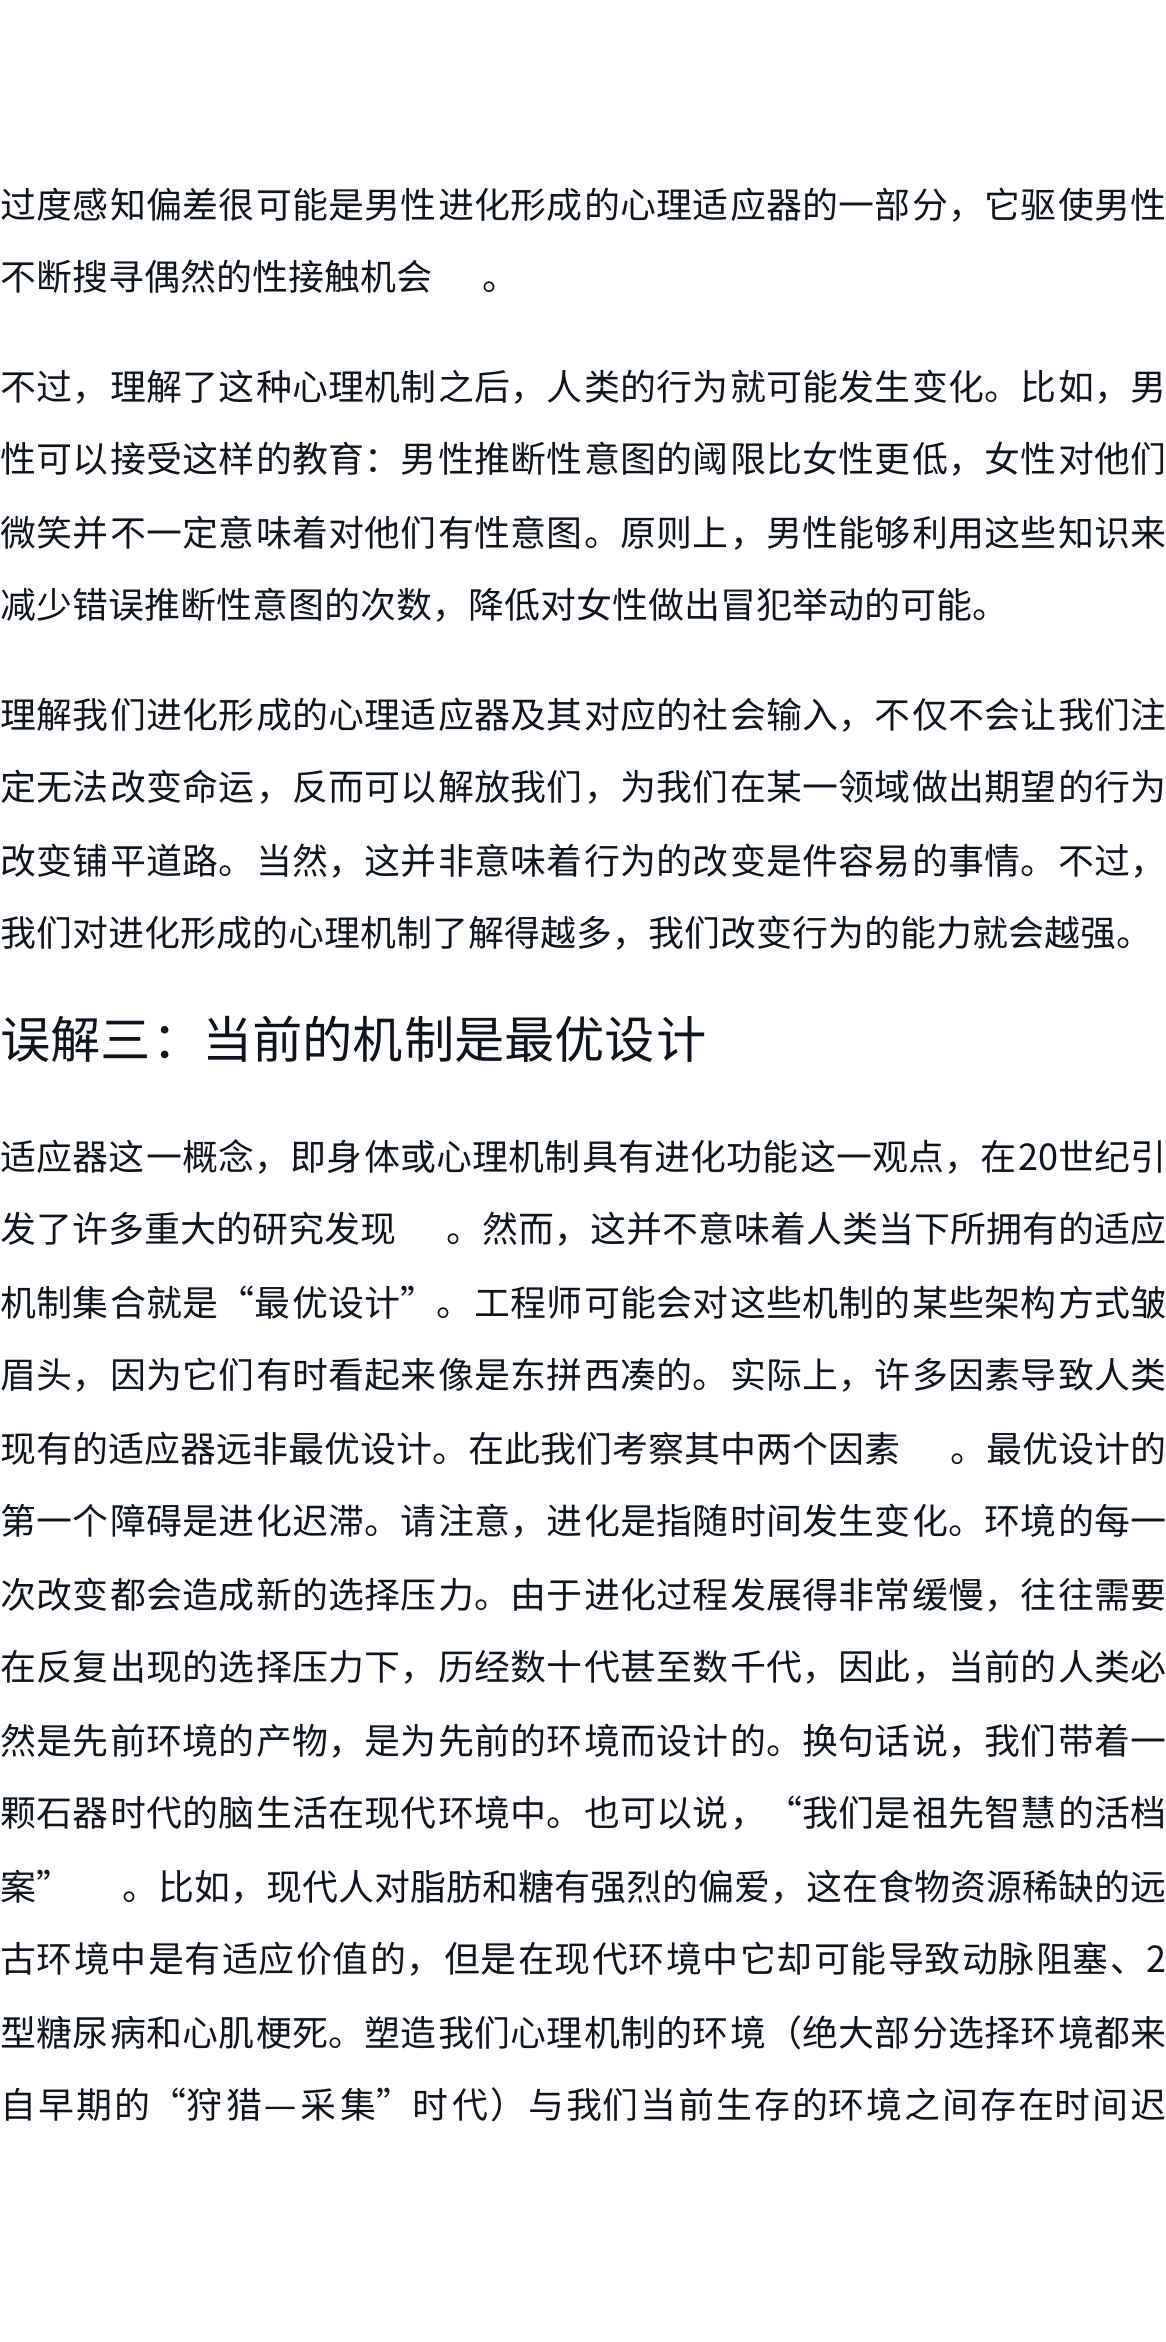 过度感知偏差很可能是男性进化形成的心理适应器的一部分，它驱使男性
不断搜寻偶然的性接触机会　。
不过，理解了这种心理机制之后，人类的行为就可能发生变化。比如，男
性可以接受这样的教育：男性推断性意图的阈限比女性更低，女性对他们
微笑并不一定意味着对他们有性意图。原则上，男性能够利用这些知识来
减少错误推断性意图的次数，降低对女性做出冒犯举动的可能。
理解我们进化形成的心理适应器及其对应的社会输入，不仅不会让我们注
定无法改变命运，反而可以解放我们，为我们在某一领域做出期望的行为
改变铺平道路。当然，这并非意味着行为的改变是件容易的事情。不过，
我们对进化形成的心理机制了解得越多，我们改变行为的能力就会越强。
误解三：当前的机制是最优设计
适应器这一概念，即身体或心理机制具有进化功能这一观点，在20世纪引
发了许多重大的研究发现　。然而，这并不意味着人类当下所拥有的适应
机制集合就是“最优设计”。工程师可能会对这些机制的某些架构方式皱
眉头，因为它们有时看起来像是东拼西凑的。实际上，许多因素导致人类
现有的适应器远非最优设计。在此我们考察其中两个因素　。最优设计的
第一个障碍是进化迟滞。请注意，进化是指随时间发生变化。环境的每一
次改变都会造成新的选择压力。由于进化过程发展得非常缓慢，往往需要
在反复出现的选择压力下，历经数十代甚至数千代，因此，当前的人类必
然是先前环境的产物，是为先前的环境而设计的。换句话说，我们带着一
颗石器时代的脑生活在现代环境中。也可以说，“我们是祖先智慧的活档
案”　。比如，现代人对脂肪和糖有强烈的偏爱，这在食物资源稀缺的远
古环境中是有适应价值的，但是在现代环境中它却可能导致动脉阻塞、2
型糖尿病和心肌梗死。塑造我们心理机制的环境（绝大部分选择环境都来
自早期的“狩猎—采集”时代）与我们当前生存的环境之间存在时间迟